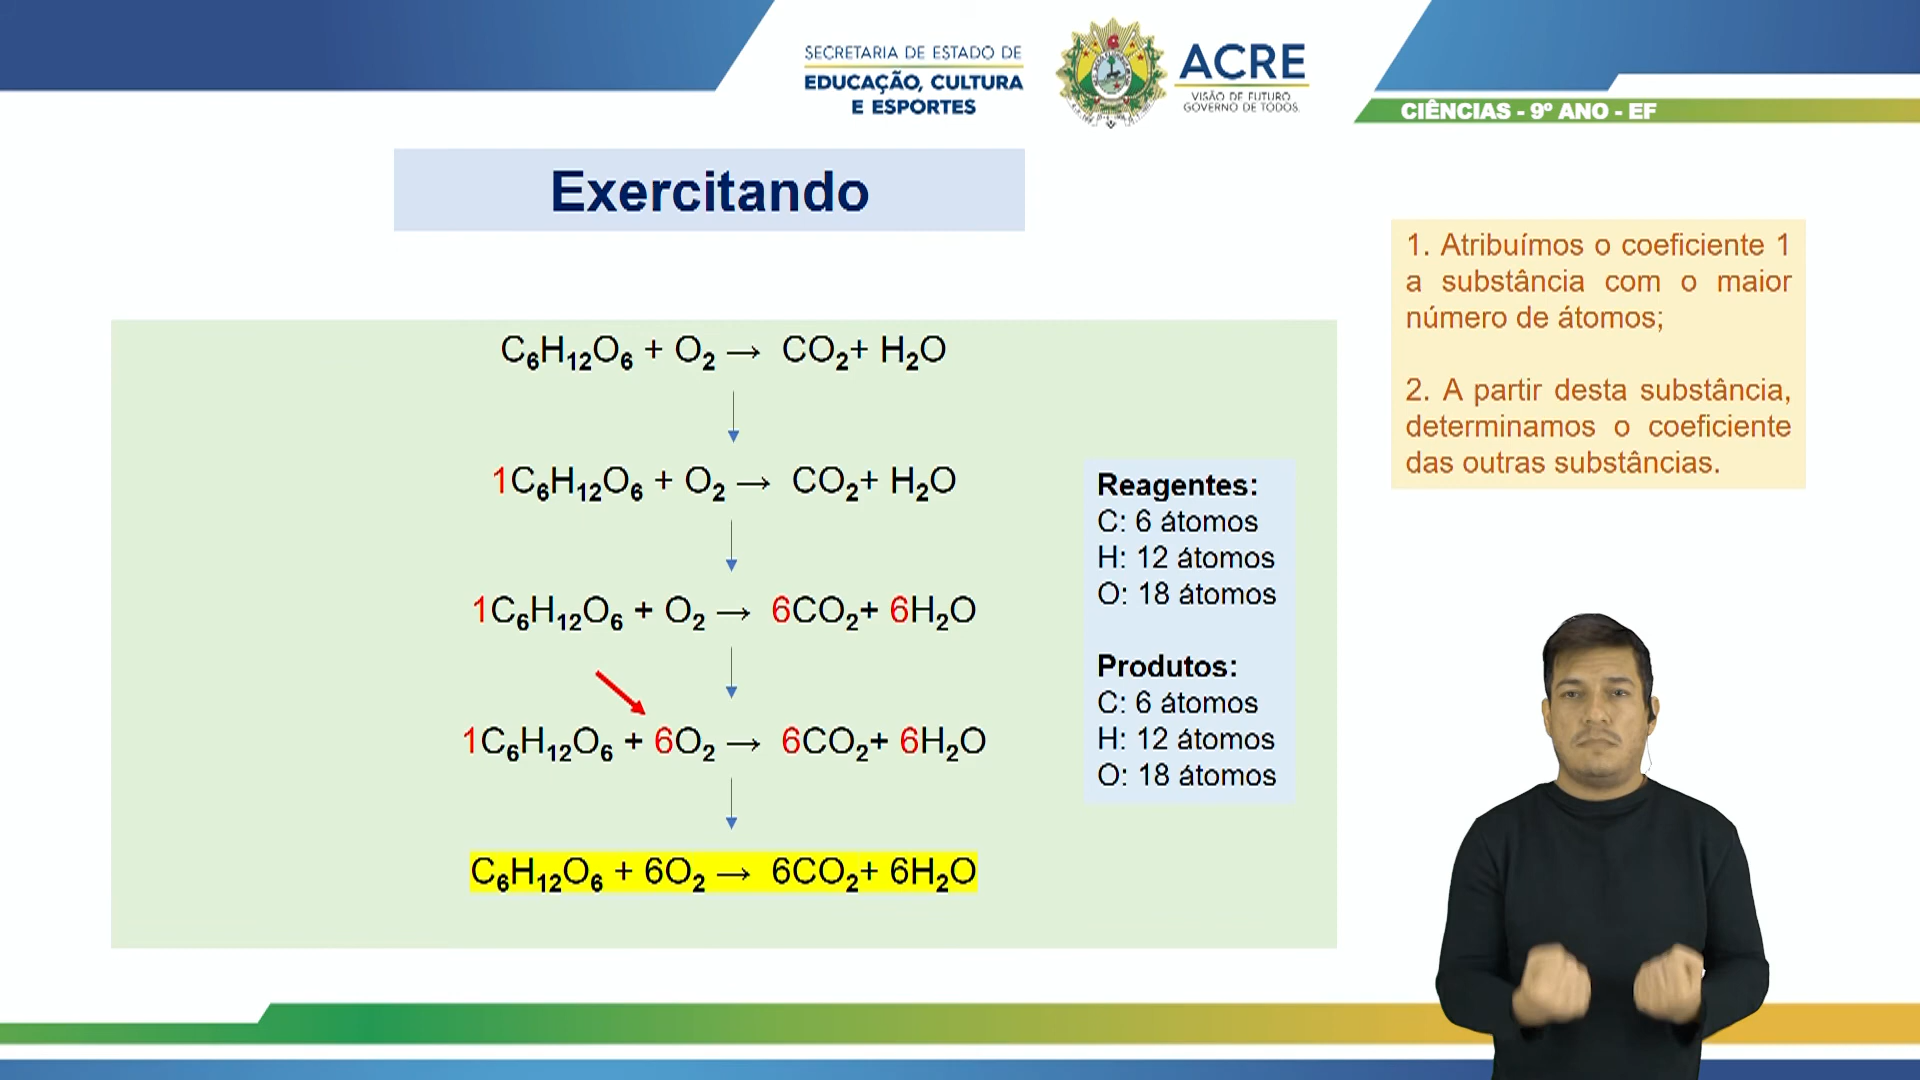 SECRETARIA DE ESTADO DE
EDUCAÇÃO, CULTURA
E ESPORTES
ACRE
VISÃO DE FUTURO
GOVERNO DE TODOS.
CIÊNCIAS - 9º ANO - EF
Exercitando
1. Atribuímos o coeficiente 1
a substância com o maior
número de átomos;
2. A partir desta substância,
determinamos o coeficiente
das outras substâncias.
C₆H₁₂O₆ + O₂ → CO₂+ H₂O
1C₆H₁₂O₆ + O₂ → CO₂+ H₂O
1C₆H₁₂O₆ + O₂ → 6CO₂+ 6H₂O
1C₆H₁₂O₆ + 6O₂ → 6CO₂+ 6H₂O
C₆H₁₂O₆ + 6O₂ → 6CO₂+ 6H₂O
Reagentes:
C: 6 átomos
H: 12 átomos
O: 18 átomos
Produtos:
C: 6 átomos
H: 12 átomos
O: 18 átomos